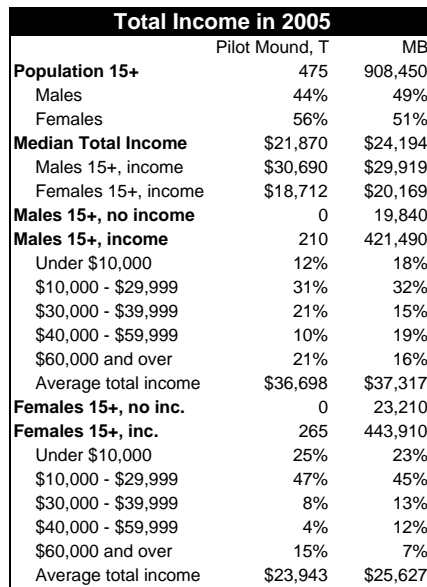 Total Income in 2005
Pilot Mound, T MB
Population 15+ 475 908,450
Males 44% 49%
Females 56% 51%
Median Total Income $21,870 $24,194
Males 15+, income $30,690 $29,919
Females 15+, income $18,712 $20,169
Males 15+, no income 0 19,840
Males 15+, income 210 421,490
Under $10,000 12% 18%
$10,000 - $29,999 31% 32%
$30,000 - $39,999 21% 15%
$40,000 - $59,999 10% 19%
$60,000 and over 21% 16%
Average total income $36,698 $37,317
Females 15+, no inc. 0 23,210
Females 15+, inc. 265 443,910
Under $10,000 25% 23%
$10,000 - $29,999 47% 45%
$30,000 - $39,999 8% 13%
$40,000 - $59,999 4% 12%
$60,000 and over 15% 7%
Average total income $23,943 $25,627